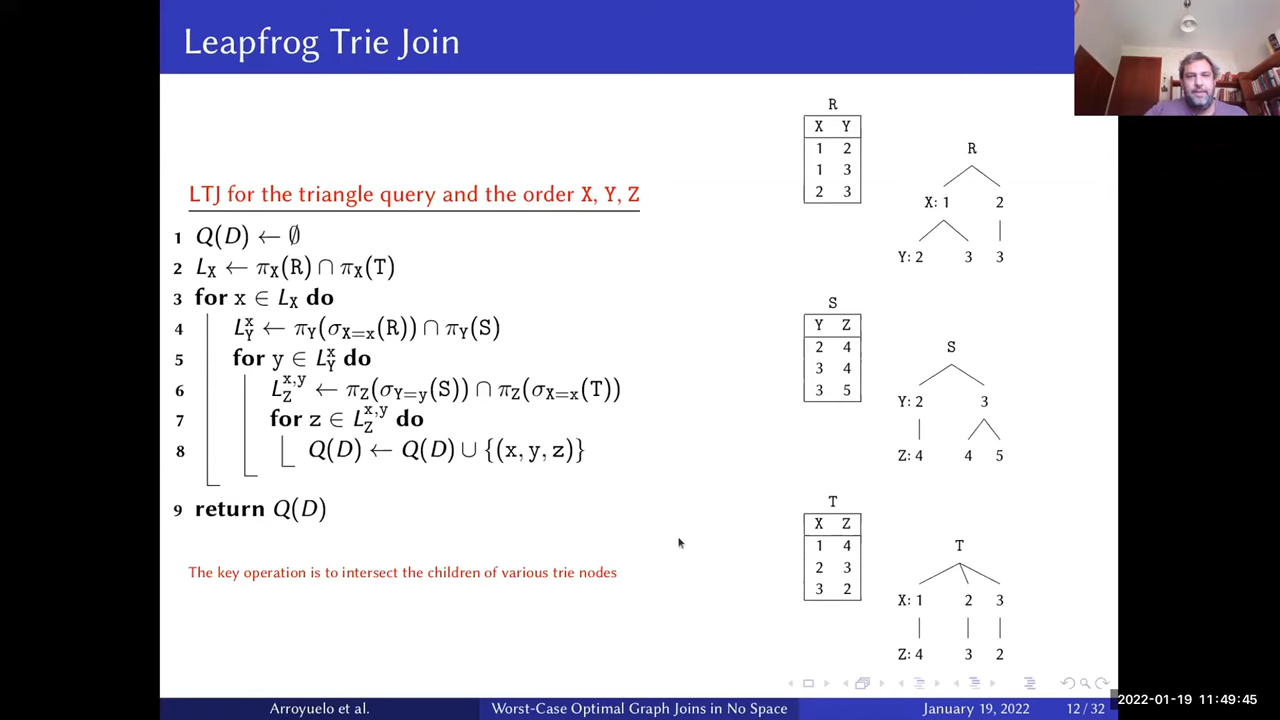 Leapfrog Trie Join
LTJ for the triangle query and the order X, Y, Z
1 Q(D) ← ∅
2 L_X ← π_X(R) ∩ π_X(T)
3 for x ∈ L_X do
4 L_Y^x ← π_Y(σ_{X=x}(R)) ∩ π_Y(S)
5 for y ∈ L_Y^x do
6 L_Z^{x,y} ← π_Z(σ_{Y=y}(S)) ∩ π_Z(σ_{X=x}(T))
7 for z ∈ L_Z^{x,y} do
8 Q(D) ← Q(D) ∪ {(x, y, z)}
9 return Q(D)
The key operation is to intersect the children of various trie nodes
R
X Y
1 2
1 3
2 3
R
X: 1 2
Y: 2 3 3
S
Y Z
2 4
3 4
3 5
S
Y: 2 3
Z: 4 4 5
T
X Z
1 4
2 3
3 2
T
X: 1 2 3
Z: 4 3 2
Arroyuelo et al. Worst-Case Optimal Graph Joins in No Space January 19, 2022 12 / 32
2022-01-19 11:49:45